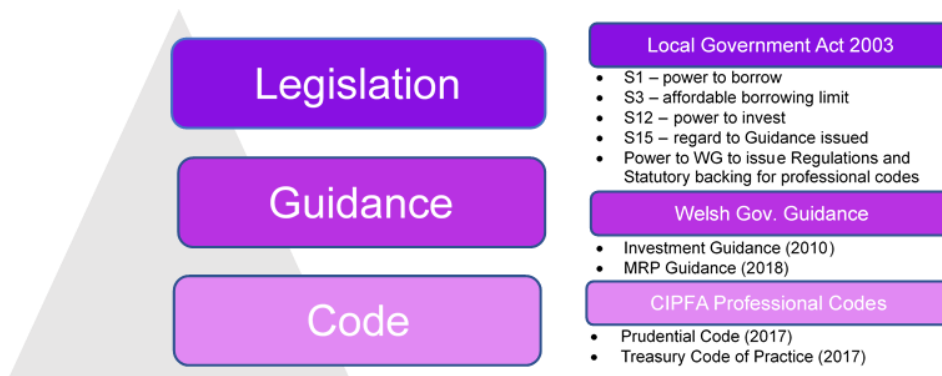 Legislation
Local Government Act 2003
• S1 – power to borrow
• S3 – affordable borrowing limit
• S12 – power to invest
• S15 – regard to Guidance issued
• Power to WG to issue Regulations and
Statutory backing for professional codes
Guidance
Welsh Gov. Guidance
• Investment Guidance (2010)
• MRP Guidance (2018)
Code
CIPFA Professional Codes
• Prudential Code (2017)
• Treasury Code of Practice (2017)